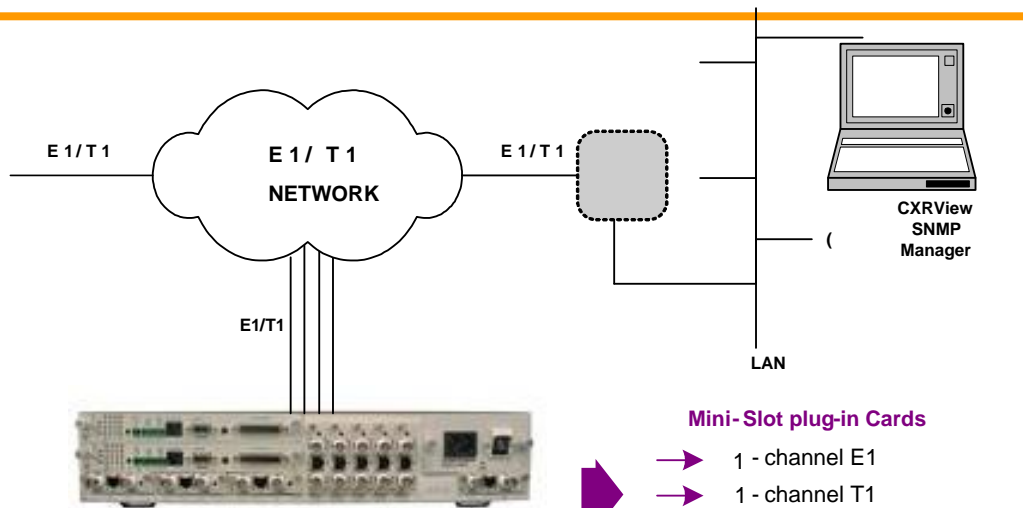 E 1 / T 1
E 1 / T 1
NETWORK
E 1 / T 1
CXRView
SNMP
Manager
(
E1/T1
LAN
Mini-Slot plug-in Cards
1 - channel E1
1 - channel T1